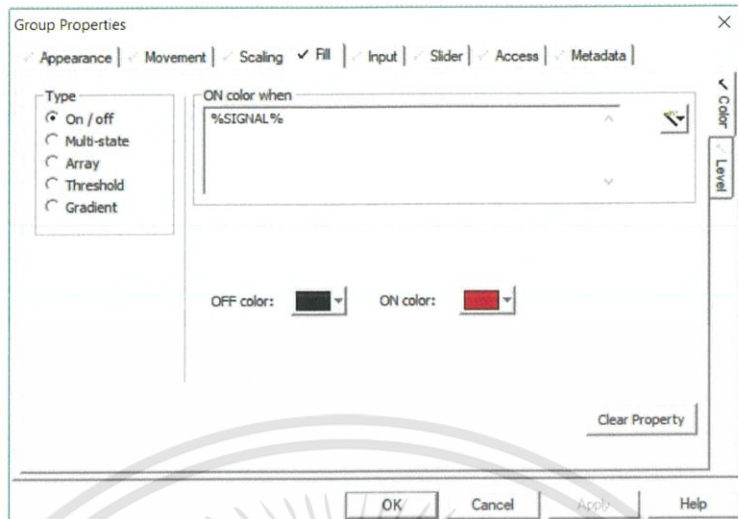 Group Properties
Appearance Movement Scaling Fill Input Slider Access Metadata
Type
On / off
Multi-state
Array
Threshold
Gradient
ON color when
%SIGNAL%
Color
Level
OFF color: ON color:
Clear Property
OK Cancel Apply Help